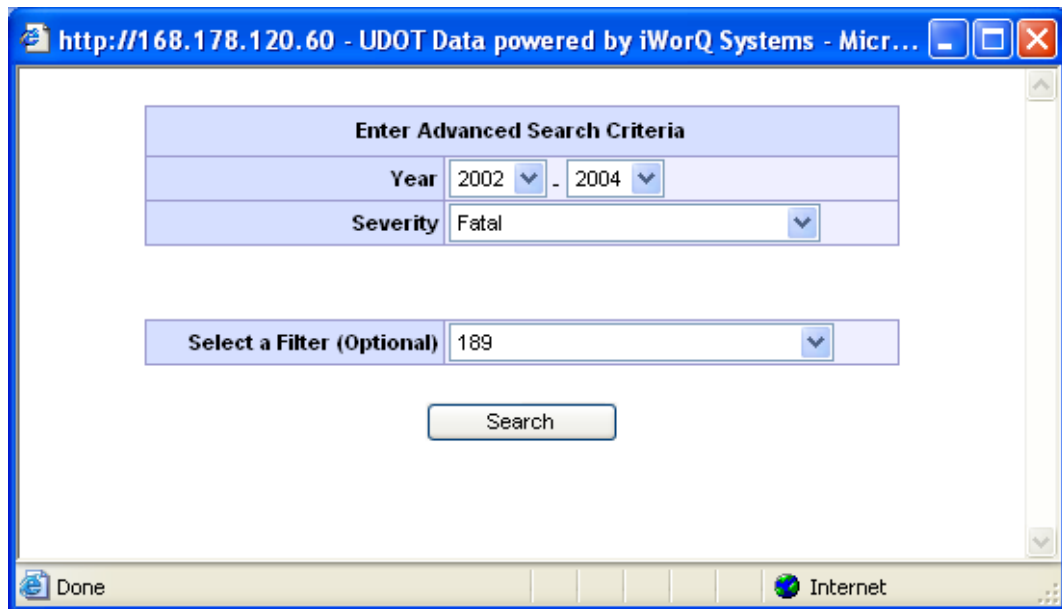 http://168.178.120.60 - UDOT Data powered by iWorQ Systems - Micr...
Enter Advanced Search Criteria
Year 2002 - 2004
Severity Fatal
Select a Filter (Optional) 189
Search
Done Internet